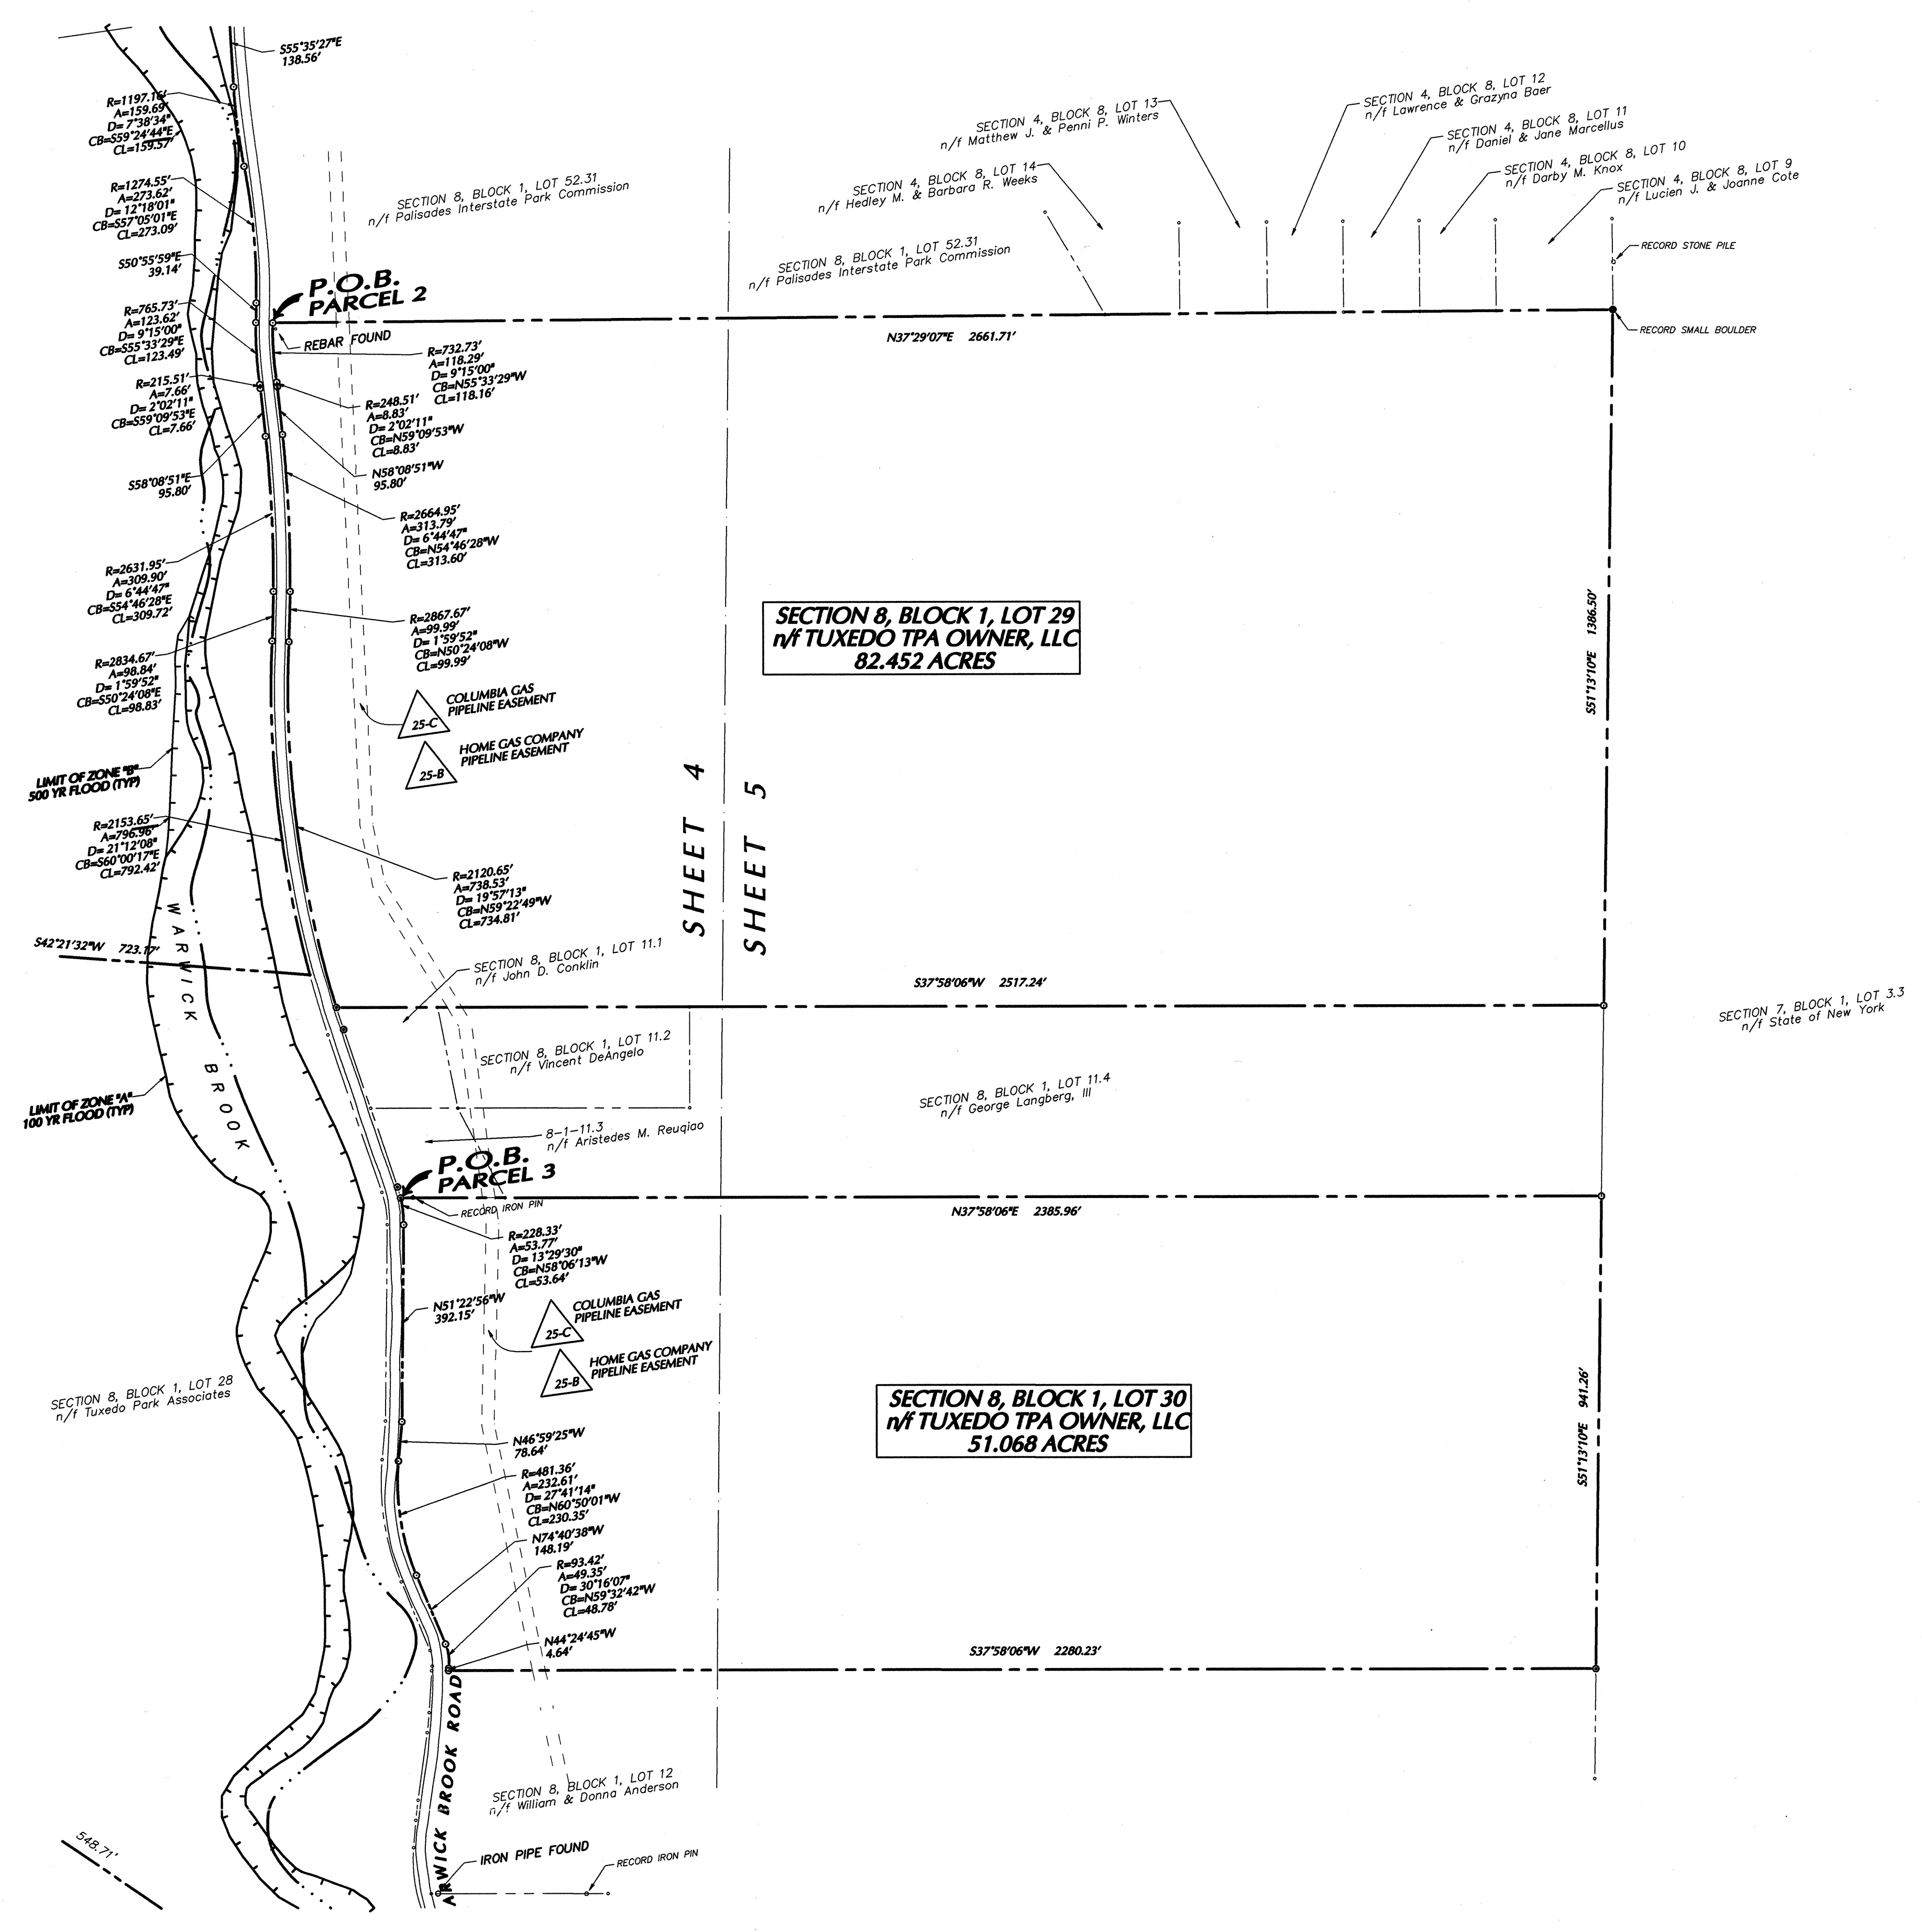 S55°35'27"E
138.56'
R=1197.16'
A=159.69'
D= 7°38'34"
CB=S59°24'44"E
CL=159.57'
R=1274.55'
A=273.62'
D= 12°18'01"
CB=S57°05'01"E
CL=273.09'
S50°55'59"E
39.14'
R=765.73'
A=123.62'
D= 9°15'00"
CB=S55°33'29"E
CL=123.49'
R=215.51'
A=7.66'
D= 2°02'11"
CB=S59°09'53"E
CL=7.66'
S58°08'51"E
95.80'
R=2631.95'
A=309.90'
D= 6°44'47"
CB=S54°46'28"E
CL=309.72'
R=2834.67'
A=98.84'
D= 1°59'52"
CB=S50°24'08"E
CL=98.83'
LIMIT OF ZONE "B"
500 YR FLOOD (TYP)
R=2153.65'
A=796.96'
D= 21°12'08"
CB=S60°00'17"E
CL=792.42'
S42°21'32"W 723.17'
WARWICK BROOK
LIMIT OF ZONE "A"
100 YR FLOOD (TYP)
SECTION 8, BLOCK 1, LOT 28
n/f Tuxedo Park Associates
548.71'
SECTION 8, BLOCK 1, LOT 52.31
n/f Palisades Interstate Park Commission
SECTION 4, BLOCK 8, LOT 13
n/f Matthew J. & Penni P. Winters
SECTION 4, BLOCK 8, LOT 14
n/f Hedley M. & Barbara R. Weeks
SECTION 8, BLOCK 1, LOT 52.31
n/f Palisades Interstate Park Commission
SECTION 4, BLOCK 8, LOT 12
n/f Lawrence & Grazyna Baer
SECTION 4, BLOCK 8, LOT 11
n/f Daniel & Jane Marcellus
SECTION 4, BLOCK 8, LOT 10
n/f Darby M. Knox
SECTION 4, BLOCK 8, LOT 9
n/f Lucien J. & Joanne Cote
RECORD STONE PILE
RECORD SMALL BOULDER
P.O.B.
PARCEL 2
REBAR FOUND
N37°29'07"E 2661.71'
R=732.73'
A=118.29'
D= 9°15'00"
CB=N55°33'29"W
CL=118.16'
R=248.51'
A=8.83'
D= 2°02'11"
CB=N59°09'53"W
CL=8.83'
N58°08'51"W
95.80'
R=2664.95'
A=313.79'
D= 6°44'47"
CB=N54°46'28"W
CL=313.60'
R=2867.67'
A=99.99'
D= 1°59'52"
CB=N50°24'08"W
CL=99.99'
25-C
COLUMBIA GAS
PIPELINE EASEMENT
25-B
HOME GAS COMPANY
PIPELINE EASEMENT
R=2120.65'
A=738.53'
D= 19°57'13"
CB=N59°22'49"W
CL=734.81'
SECTION 8, BLOCK 1, LOT 29
n/f TUXEDO TPA OWNER, LLC
82.452 ACRES
S51°13'10"E 1386.50'
SHEET 4
SHEET 5
SECTION 8, BLOCK 1, LOT 11.1
n/f John D. Conklin
S37°58'06"W 2517.24'
SECTION 8, BLOCK 1, LOT 11.2
n/f Vincent DeAngelo
SECTION 8, BLOCK 1, LOT 11.4
n/f George Langberg, III
SECTION 7, BLOCK 1, LOT 3.3
n/f State of New York
8-1-11.3
n/f Aristedes M. Reuqiao
P.O.B.
PARCEL 3
RECORD IRON PIN
N37°58'06"E 2385.96'
R=228.33'
A=53.77'
D= 13°29'30"
CB=N58°06'13"W
CL=53.64'
N51°22'56"W
392.15'
25-C
COLUMBIA GAS
PIPELINE EASEMENT
25-B
HOME GAS COMPANY
PIPELINE EASEMENT
SECTION 8, BLOCK 1, LOT 30
n/f TUXEDO TPA OWNER, LLC
51.068 ACRES
S51°13'10"E 941.26'
N46°59'25"W
78.64'
R=481.36'
A=232.61'
D= 27°41'14"
CB=N60°50'01"W
CL=230.35'
N74°40'38"W
148.19'
R=93.42'
A=49.35'
D= 30°16'07"
CB=N59°32'42"W
CL=48.78'
N44°24'45"W
4.64'
S37°58'06"W 2280.23'
ARWICK BROOK ROAD
SECTION 8, BLOCK 1, LOT 12
n/f William & Donna Anderson
IRON PIPE FOUND
RECORD IRON PIN